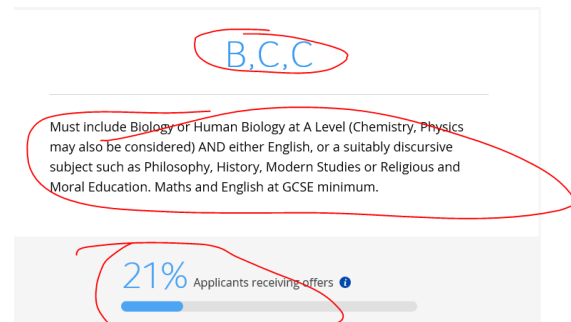 B,C,C
Must include Biology or Human Biology at A Level (Chemistry, Physics
may also be considered) AND either English, or a suitably discursive
subject such as Philosophy, History, Modern Studies or Religious and
Moral Education. Maths and English at GCSE minimum.
21% Applicants receiving offers i